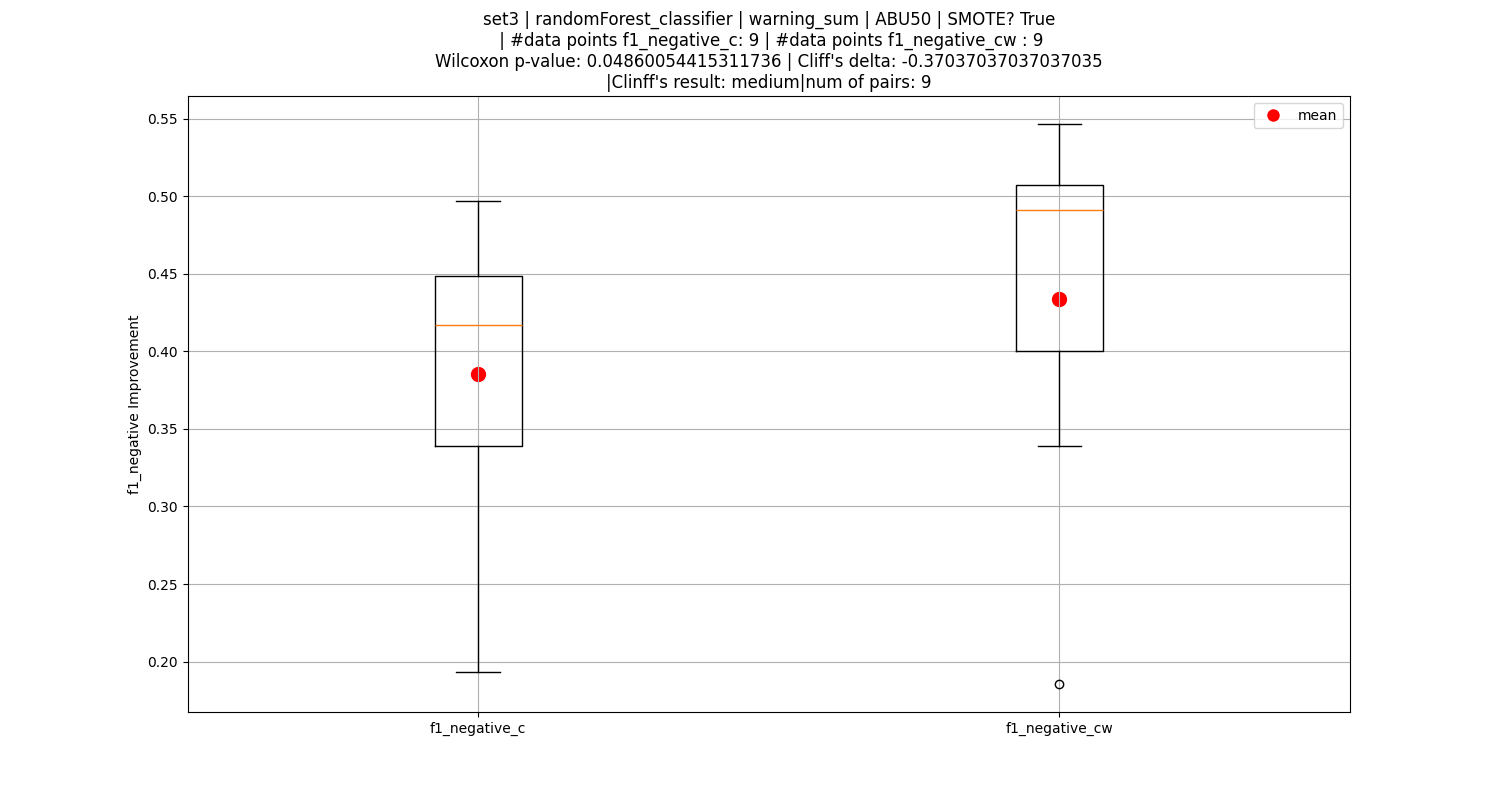 set3 | randomForest_classifier | warning_sum | ABU50 | SMOTE? True
| #data points f1_negative_c: 9 | #data points f1_negative_cw : 9
Wilcoxon p-value: 0.04860054415311736 | Cliff's delta: -0.37037037037037035
|Clinff's result: medium|num of pairs: 9
mean
f1_negative Improvement
0.55
0.50
0.45
0.40
0.35
0.30
0.25
0.20
f1_negative_c
f1_negative_cw